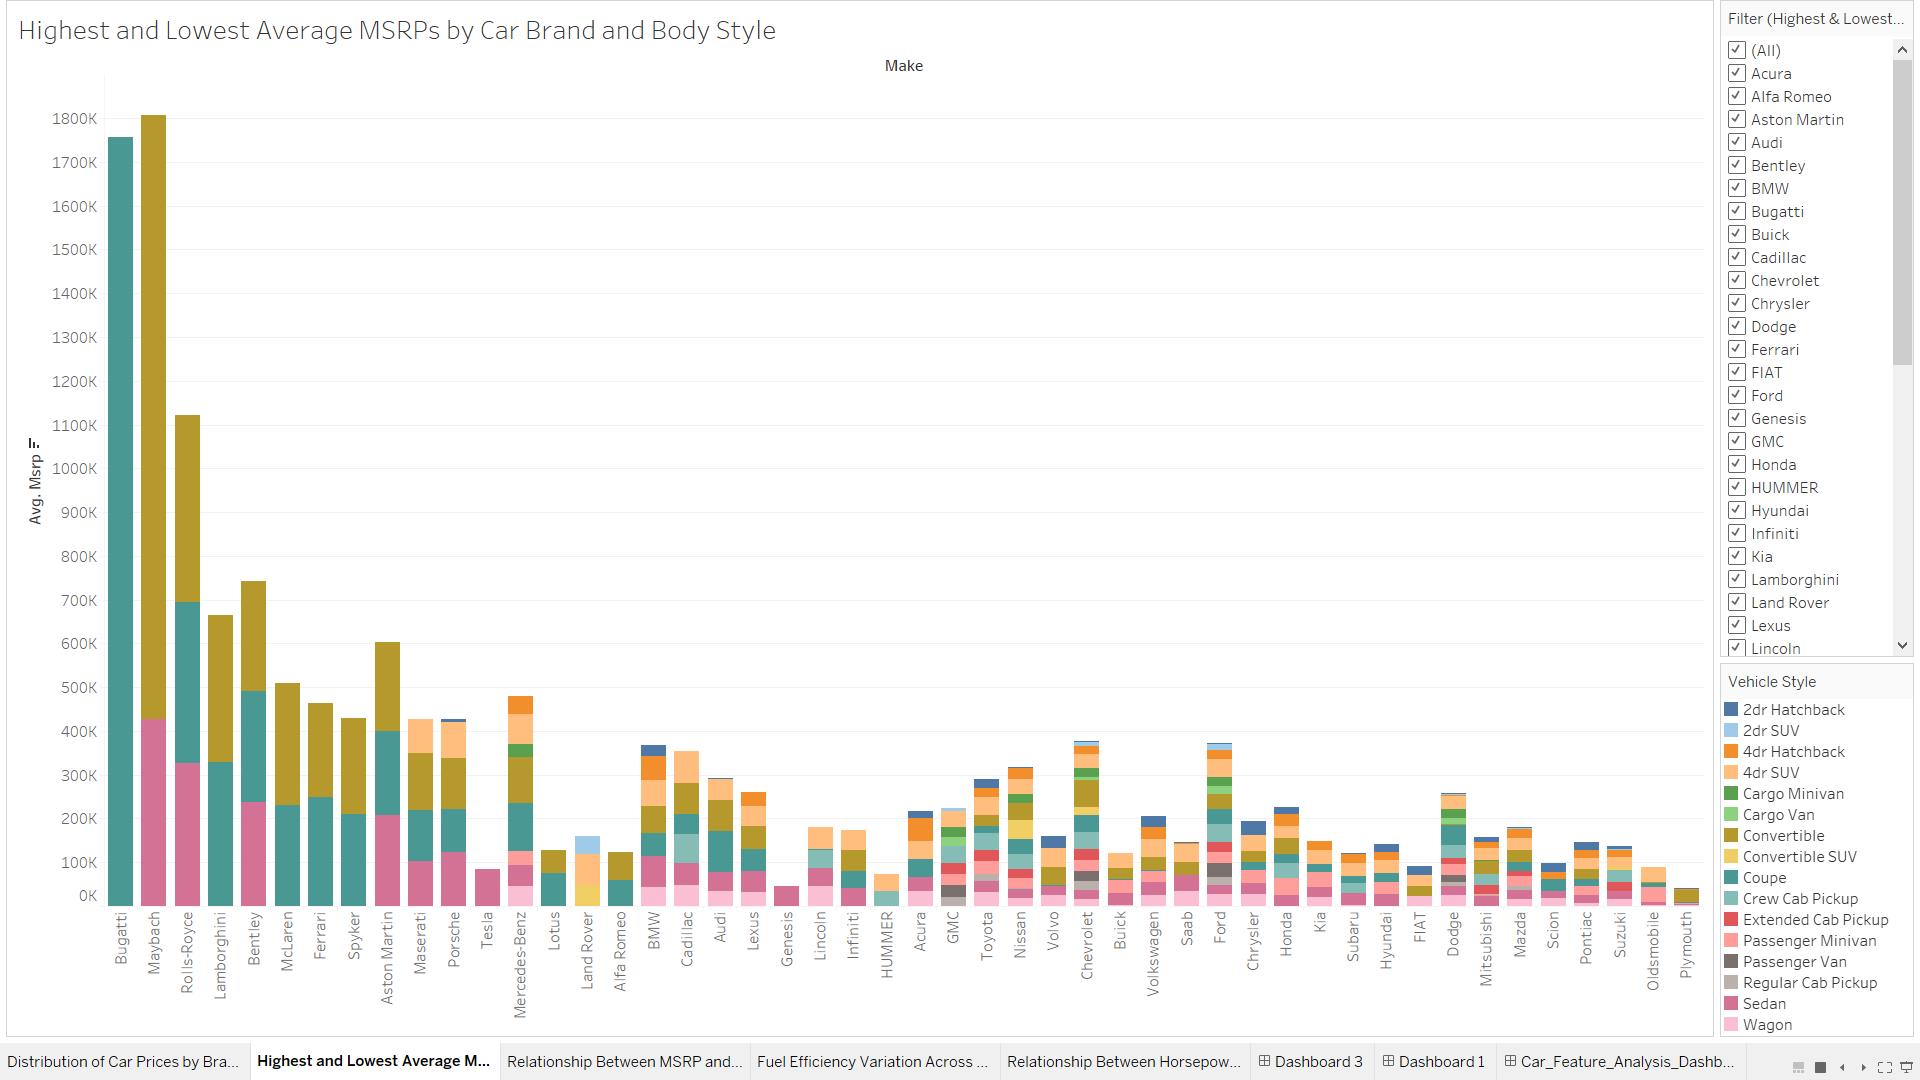 Highest and Lowest Average MSRPs by Car Brand and Body Style
Make
Avg. Msrp
1800K
1700K
1600K
1500K
1400K
1300K
1200K
1100K
1000K
900K
800K
700K
600K
500K
400K
300K
200K
100K
0K
Bugatti
Maybach
Rolls-Royce
Lamborghini
Bentley
McLaren
Ferrari
Spyker
Aston Martin
Maserati
Porsche
Tesla
Mercedes-Benz
Lotus
Land Rover
Alfa Romeo
BMW
Cadillac
Audi
Lexus
Genesis
Lincoln
Infiniti
HUMMER
Acura
GMC
Toyota
Nissan
Volvo
Chevrolet
Buick
Volkswagen
Saab
Ford
Chrysler
Honda
Kia
Subaru
Hyundai
FIAT
Dodge
Mitsubishi
Mazda
Scion
Pontiac
Suzuki
Oldsmobile
Plymouth
Filter (Highest & Lowest...
(All)
Acura
Alfa Romeo
Aston Martin
Audi
Bentley
BMW
Bugatti
Buick
Cadillac
Chevrolet
Chrysler
Dodge
Ferrari
FIAT
Ford
Genesis
GMC
Honda
HUMMER
Hyundai
Infiniti
Kia
Lamborghini
Land Rover
Lexus
Lincoln
Vehicle Style
2dr Hatchback
2dr SUV
4dr Hatchback
4dr SUV
Cargo Minivan
Cargo Van
Convertible
Convertible SUV
Coupe
Crew Cab Pickup
Extended Cab Pickup
Passenger Minivan
Passenger Van
Regular Cab Pickup
Sedan
Wagon
Distribution of Car Prices by Bra...
Highest and Lowest Average M...
Relationship Between MSRP and...
Fuel Efficiency Variation Across ...
Relationship Between Horsepow...
Dashboard 3
Dashboard 1
Car_Feature_Analysis_Dashb...